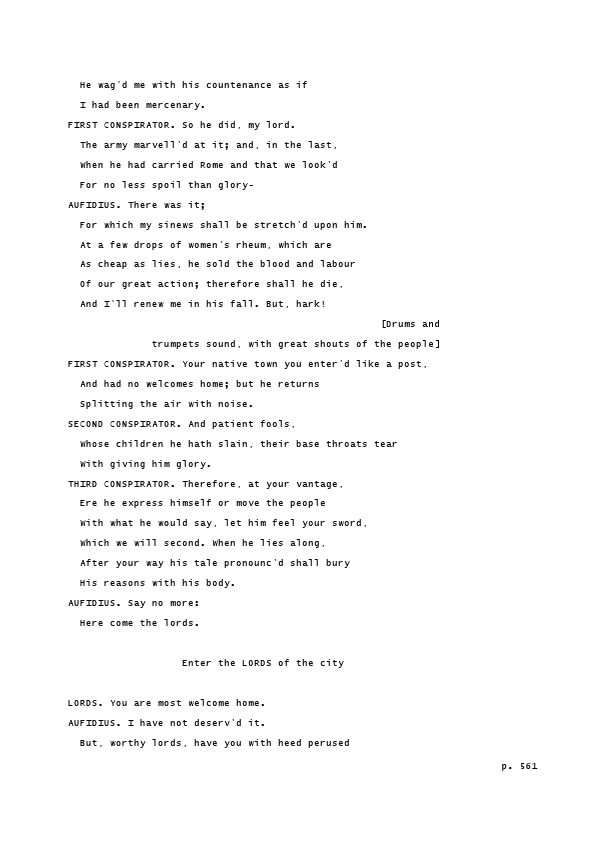 He wag'd me with his countenance as if
I had been mercenary.
FIRST CONSPIRATOR. So he did, my lord.
The army marvell'd at it; and, in the last,
When he had carried Rome and that we look'd
For no less spoil than glory-
AUFIDIUS. There was it;
For which my sinews shall be stretch'd upon him.
At a few drops of women's rheum, which are
As cheap as lies, he sold the blood and labour
Of our great action; therefore shall he die,
And I'll renew me in his fall. But, hark!
[Drums and
trumpets sound, with great shouts of the people]
FIRST CONSPIRATOR. Your native town you enter'd like a post,
And had no welcomes home; but he returns
Splitting the air with noise.
SECOND CONSPIRATOR. And patient fools,
Whose children he hath slain, their base throats tear
With giving him glory.
THIRD CONSPIRATOR. Therefore, at your vantage,
Ere he express himself or move the people
With what he would say, let him feel your sword,
Which we will second. When he lies along,
After your way his tale pronounc'd shall bury
His reasons with his body.
AUFIDIUS. Say no more:
Here come the lords.
Enter the LORDS of the city
LORDS. You are most welcome home.
AUFIDIUS. I have not deserv'd it.
But, worthy lords, have you with heed perused
p. 561